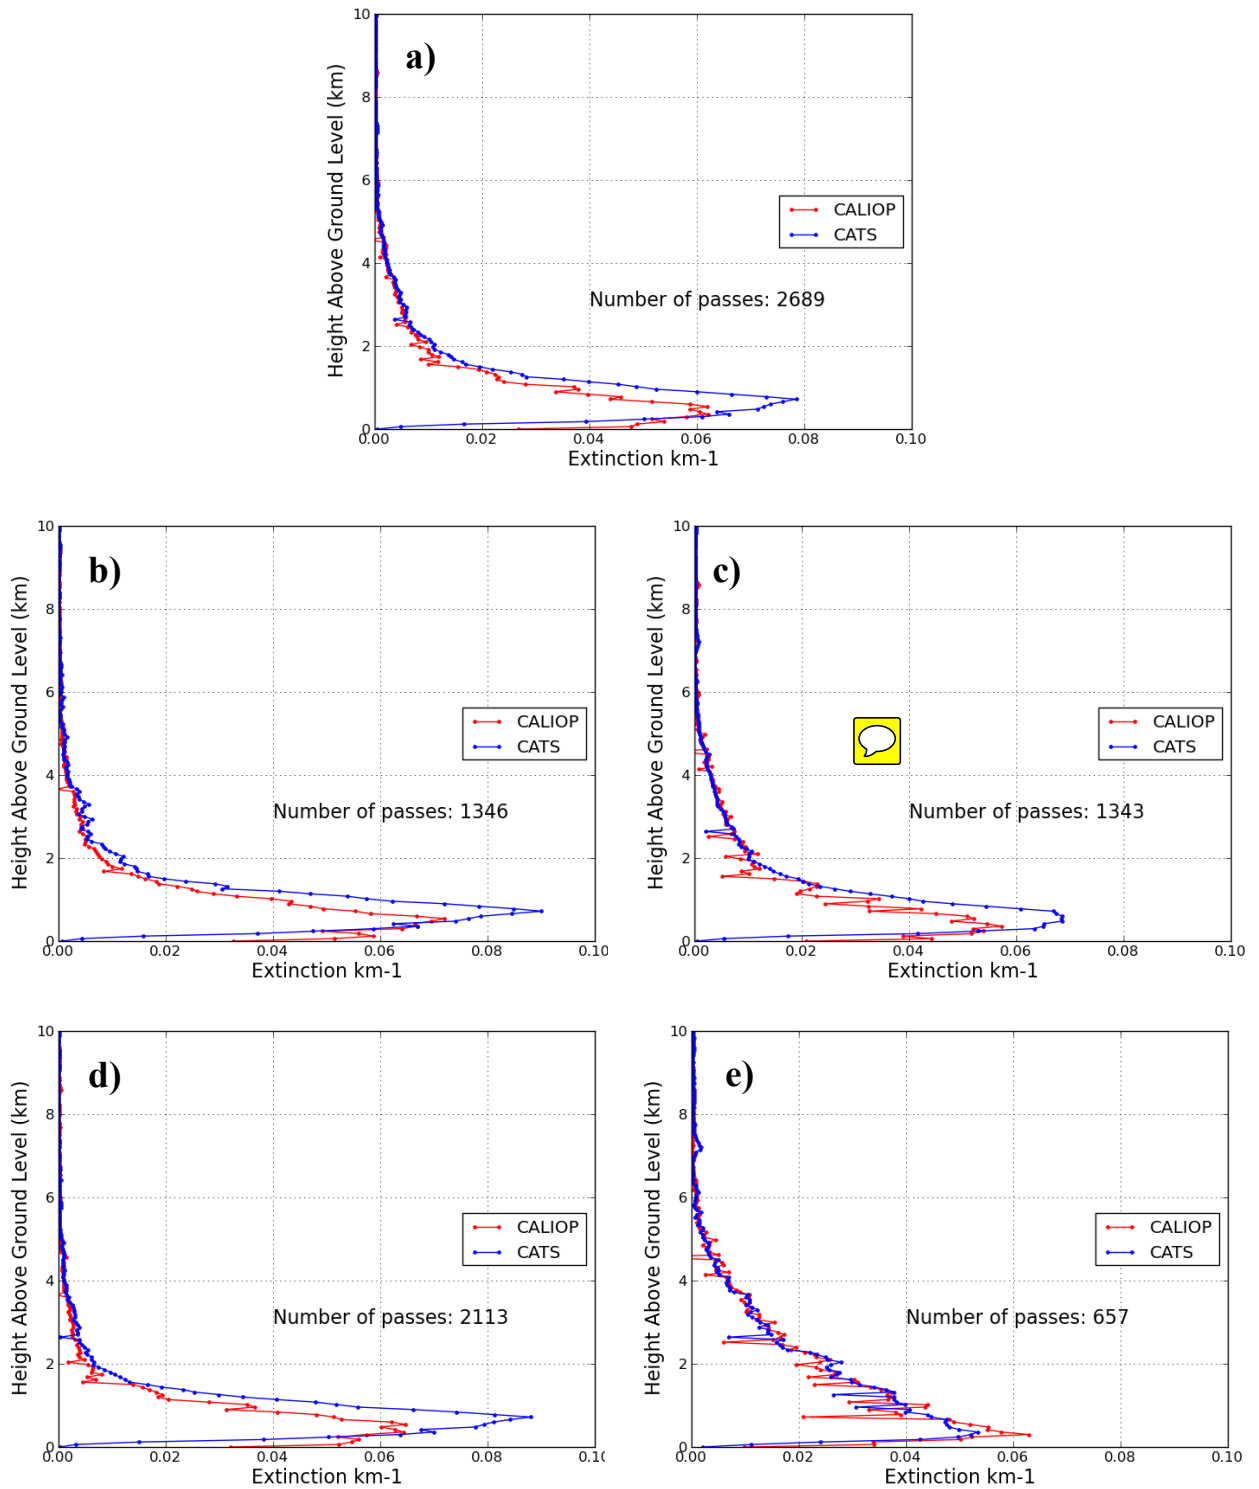 a)
10
8
6
4
2
0
Height Above Ground Level (km)
CALIOP
CATS
Number of passes: 2689
0.00 0.02 0.04 0.06 0.08 0.10
Extinction km-1
b)
10
8
6
4
2
0
Height Above Ground Level (km)
CALIOP
CATS
Number of passes: 1346
0.00 0.02 0.04 0.06 0.08 0.10
Extinction km-1
c)
10
8
6
4
2
0
Height Above Ground Level (km)
CALIOP
CATS
Number of passes: 1343
0.00 0.02 0.04 0.06 0.08 0.10
Extinction km-1
d)
10
8
6
4
2
0
Height Above Ground Level (km)
CALIOP
CATS
Number of passes: 2113
0.00 0.02 0.04 0.06 0.08 0.10
Extinction km-1
e)
10
8
6
4
2
0
Height Above Ground Level (km)
CALIOP
CATS
Number of passes: 657
0.00 0.02 0.04 0.06 0.08 0.10
Extinction km-1